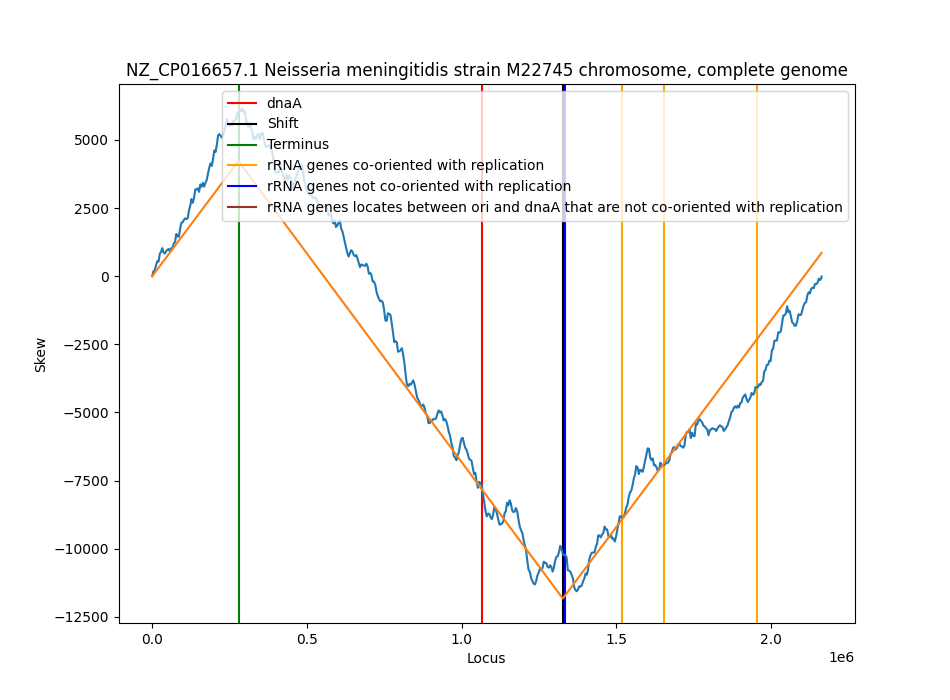 NZ_CP016657.1 Neisseria meningitidis strain M22745 chromosome, complete genome
dnaA
Shift
Terminus
rRNA genes co-oriented with replication
rRNA genes not co-oriented with replication
rRNA genes locates between ori and dnaA that are not co-oriented with replication
5000
2500
0
−2500
−5000
−7500
−10000
−12500
Skew
0.0 0.5 1.0 1.5 2.0
1e6
Locus